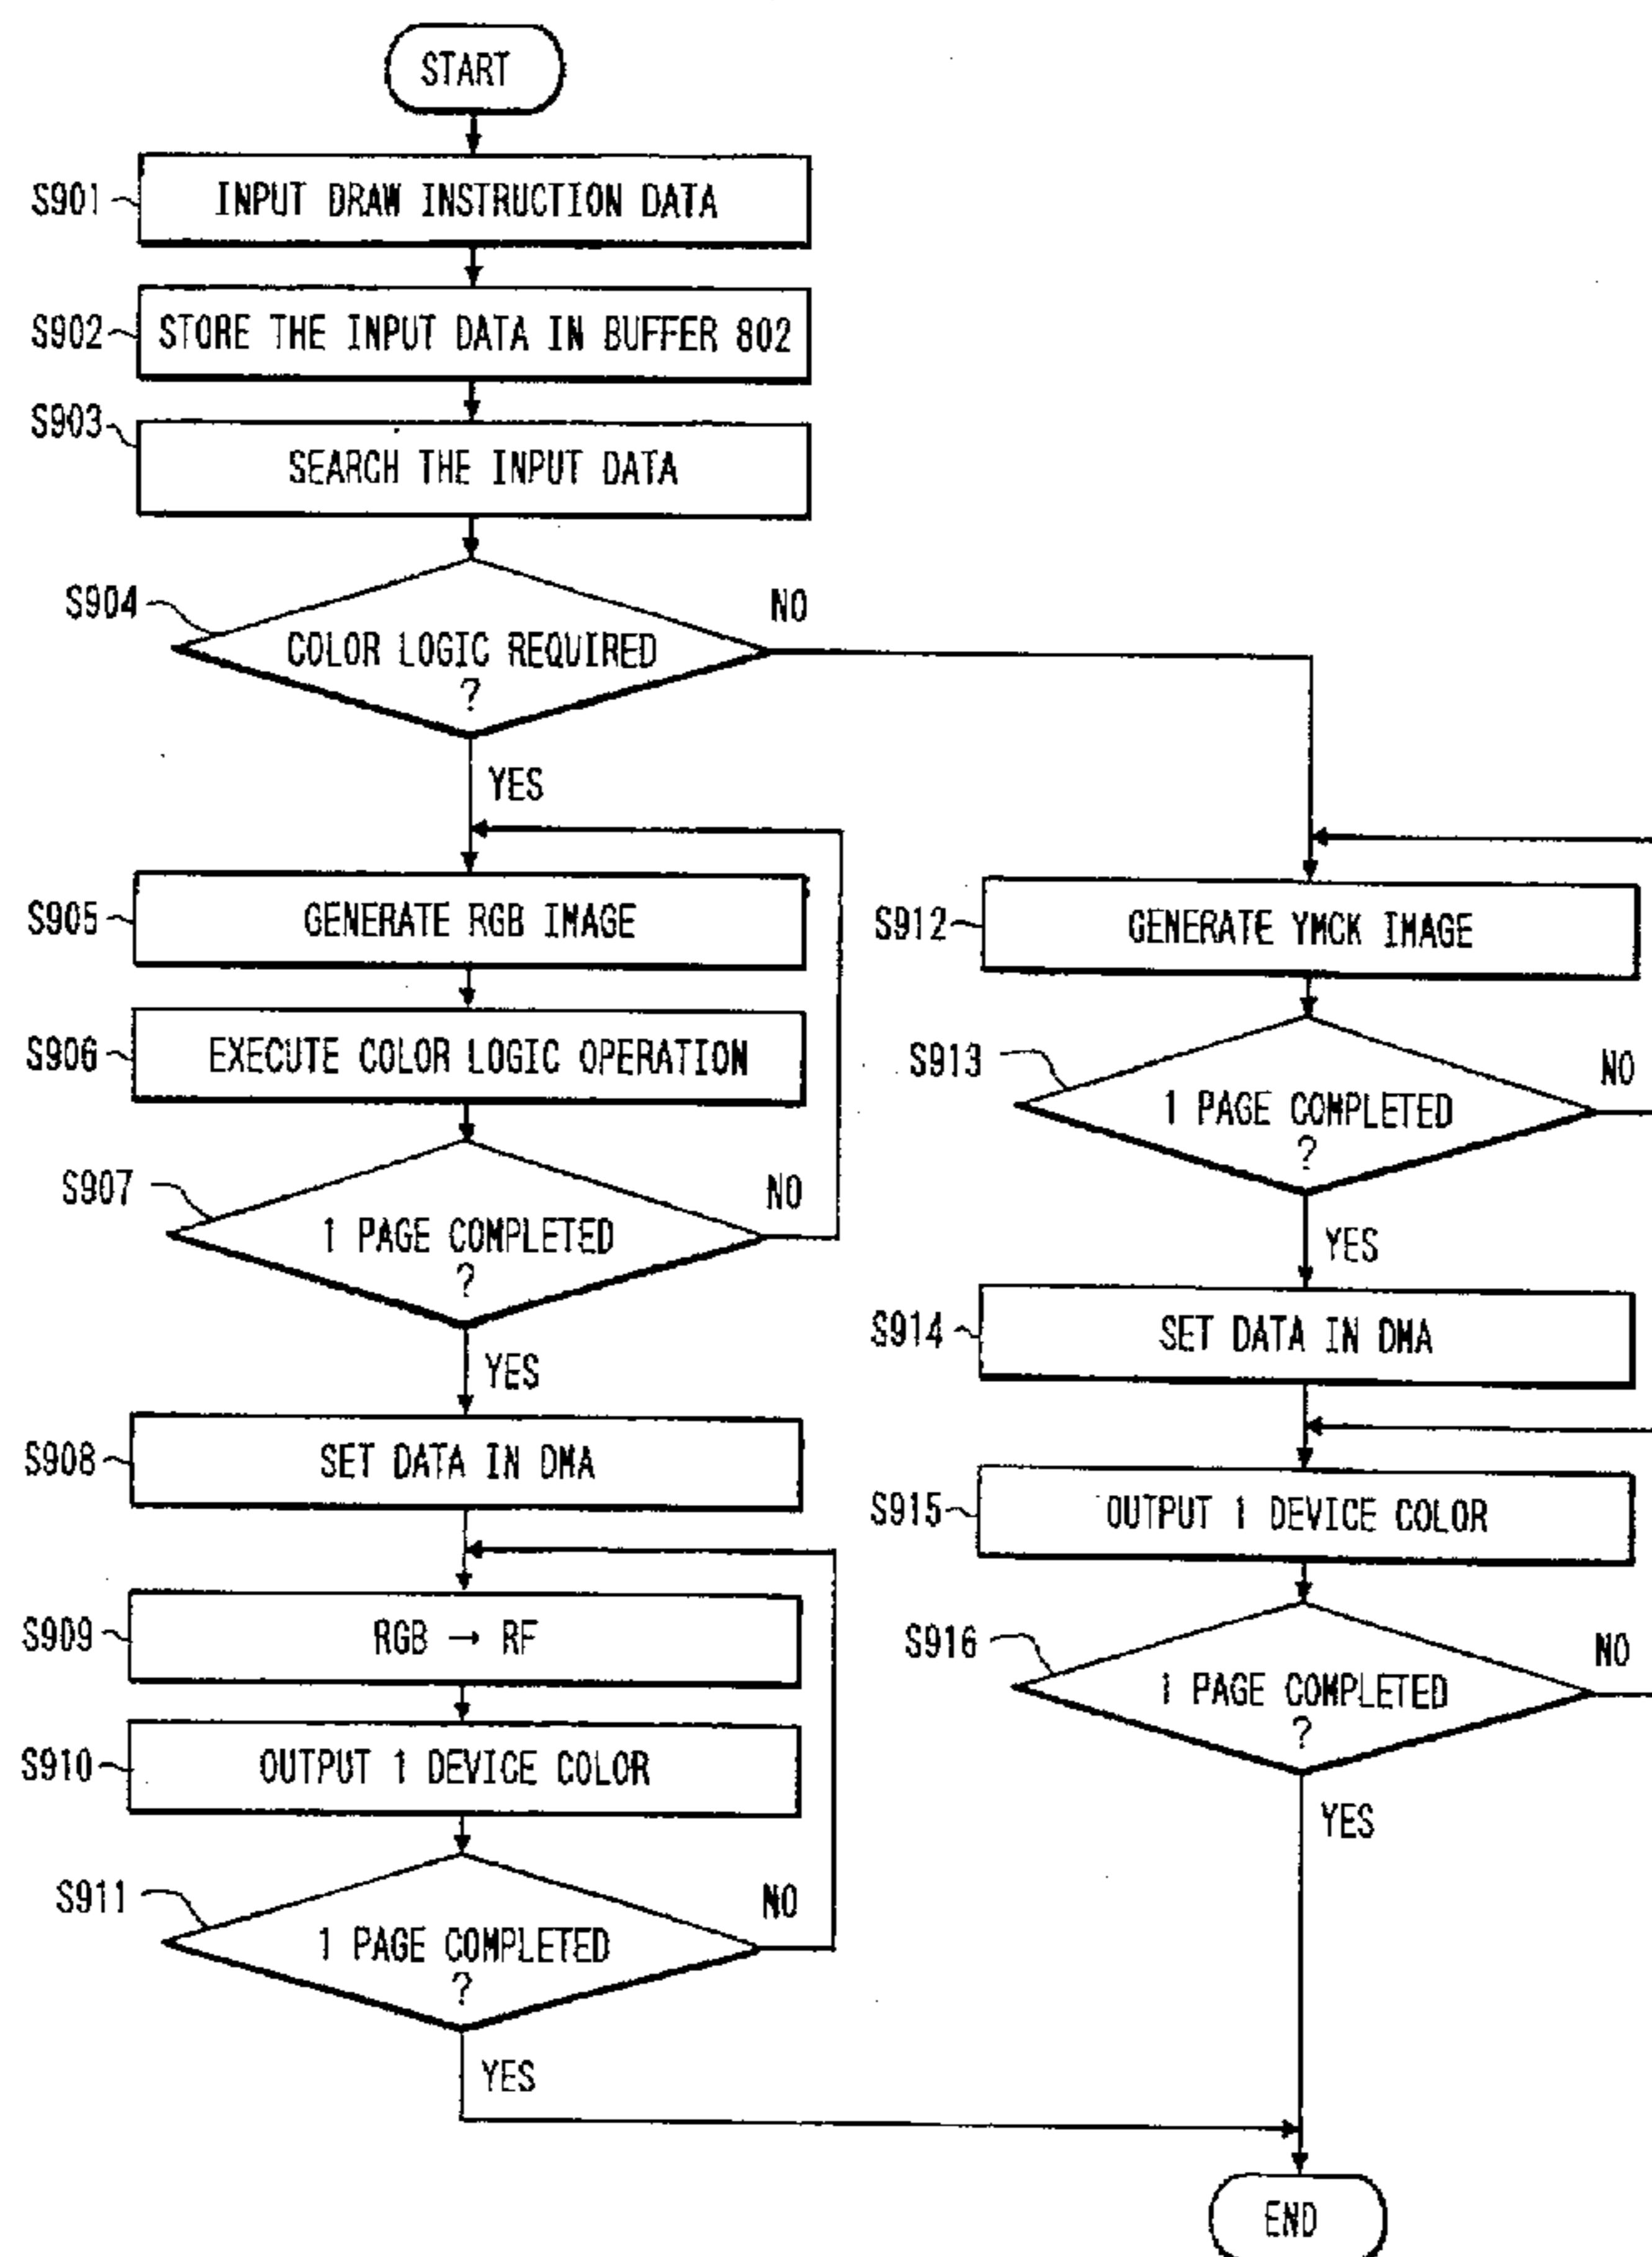 START
S901
INPUT DRAW INSTRUCTION DATA
S902
STORE THE INPUT DATA IN BUFFER 802
S903
SEARCH THE INPUT DATA
S904
COLOR LOGIC REQUIRED
?
NO
YES
S905
GENERATE RGB IMAGE
S906
EXECUTE COLOR LOGIC OPERATION
S907
1 PAGE COMPLETED
?
NO
YES
S908
SET DATA IN DMA
S909
RGB → RF
S910
OUTPUT 1 DEVICE COLOR
S911
1 PAGE COMPLETED
?
NO
YES
S912
GENERATE YMCK IMAGE
S913
1 PAGE COMPLETED
?
NO
YES
S914
SET DATA IN DMA
S915
OUTPUT 1 DEVICE COLOR
S916
1 PAGE COMPLETED
?
NO
YES
END